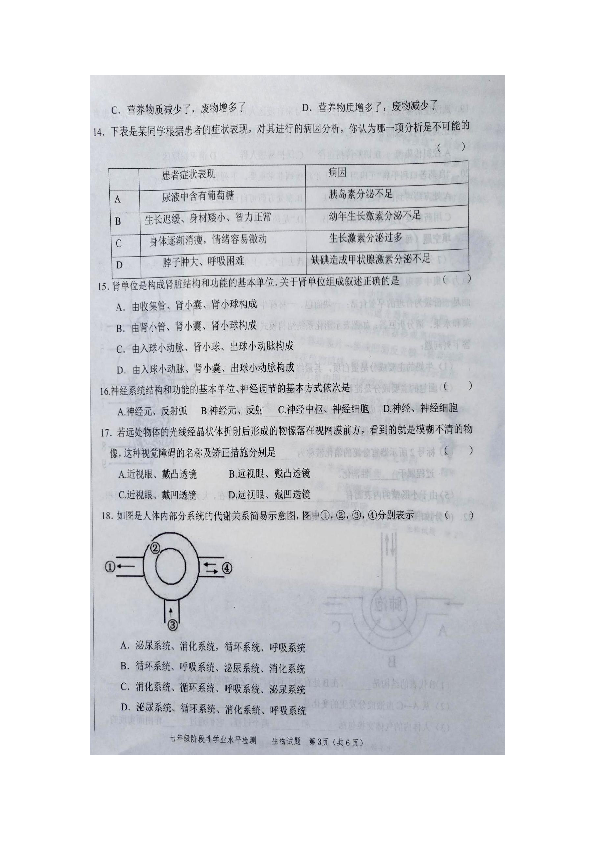 C．营养物质减少了，废物增多了 D．营养物质增多了，废物减少了
14．下表是某同学根据患者的症状表现，对其进行的病因分析，你认为哪一项分析是不可能的
（ ）
患者症状表现 病因
A 尿液中含有葡萄糖 胰岛素分泌不足
B 生长迟缓、身材矮小、智力正常 幼年生长激素分泌不足
C 身体逐渐消瘦，情绪容易激动 生长激素分泌过多
D 脖子肿大、呼吸困难 缺碘造成甲状腺激素分泌不足
15．肾单位是构成肾脏结构和功能的基本单位，关于肾单位组成叙述正确的是 （ ）
A．由收集管、肾小囊、肾小球构成
B．由肾小管、肾小囊、肾小球构成
C．由入球小动脉、肾小球、出球小动脉构成
D．由入球小动脉、肾小囊、出球小动脉构成
16.神经系统结构和功能的基本单位、神经调节的基本方式依次是 （ ）
A.神经元、反射弧 B.神经元、反射 C.神经中枢、神经细胞 D.神经、神经细胞
17．若远处物体的光线经晶状体折射后形成的物像落在视网膜前方，看到的就是模糊不清的物
像，这种视觉障碍的名称及矫正措施分别是 （ ）
A.近视眼、戴凸透镜 B.远视眼、戴凸透镜
C.近视眼、戴凹透镜 D.远视眼、戴凹透镜
18．如图是人体内部分系统的代谢关系简易示意图，图中①，②，③，④分别表示 （ ）
②
① ④
③
A．泌尿系统、消化系统，循环系统、呼吸系统
B．循环系统、呼吸系统、泌尿系统、消化系统
C．消化系统、循环系统、呼吸系统、泌尿系统
D．泌尿系统、循环系统、消化系统、呼吸系统
七年级阶段性学业水平检测 生物试题 第3页（共6页）